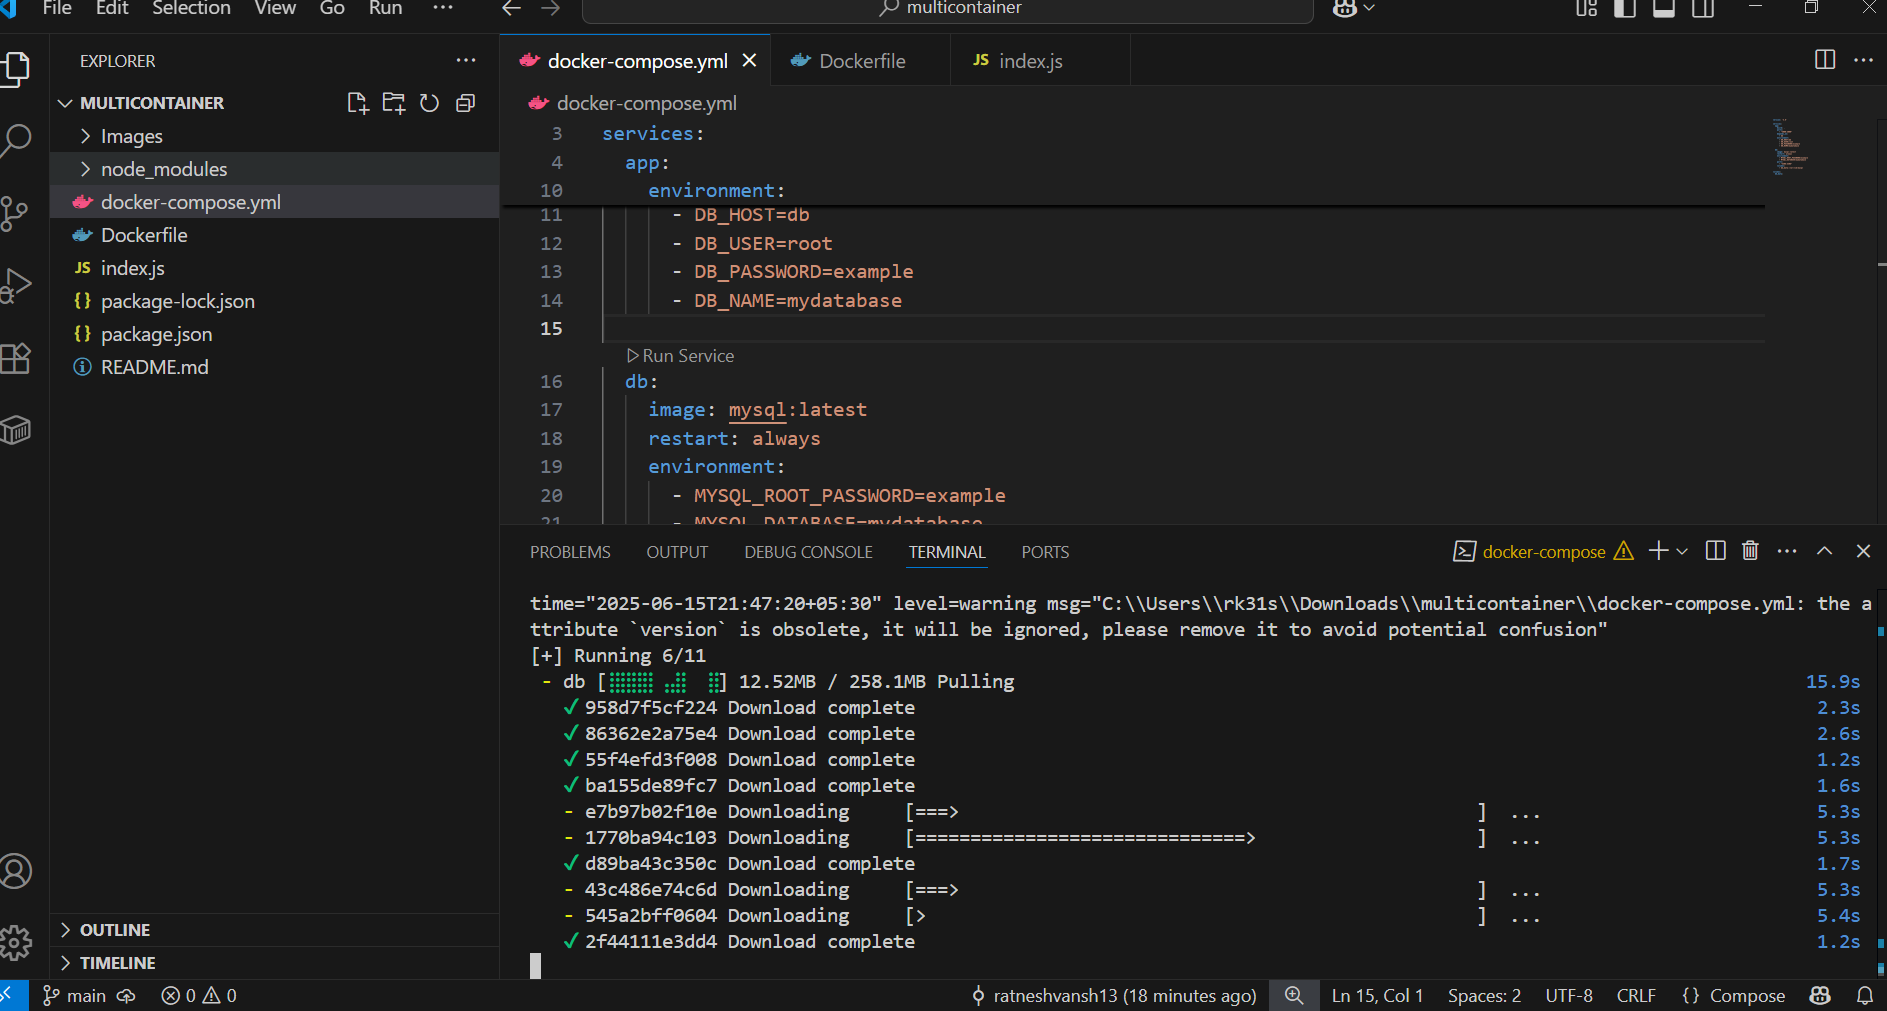 File Edit Selection View Go Run ··· multicontainer
EXPLORER
MULTICONTAINER
Images
node_modules
docker-compose.yml
Dockerfile
JS index.js
{} package-lock.json
{} package.json
README.md
OUTLINE
TIMELINE
docker-compose.yml Dockerfile JS index.js
docker-compose.yml
3 services:
4 app:
10 environment:
11 - DB_HOST=db
12 - DB_USER=root
13 - DB_PASSWORD=example
14 - DB_NAME=mydatabase
15
Run Service
16 db:
17 image: mysql:latest
18 restart: always
19 environment:
20 - MYSQL_ROOT_PASSWORD=example
21 - MYSQL_DATABASE=mydatabase
PROBLEMS OUTPUT DEBUG CONSOLE TERMINAL PORTS docker-compose
time="2025-06-15T21:47:20+05:30" level=warning msg="C:\\Users\\rk31s\\Downloads\\multicontainer\\docker-compose.yml: the a
ttribute `version` is obsolete, it will be ignored, please remove it to avoid potential confusion"
[+] Running 6/11
- db [⣿⣿⣿⣿ ⣠⣿ ⣿] 12.52MB / 258.1MB Pulling 15.9s
✓ 958d7f5cf224 Download complete 2.3s
✓ 86362e2a75e4 Download complete 2.6s
✓ 55f4efd3f008 Download complete 1.2s
✓ ba155de89fc7 Download complete 1.6s
- e7b97b02f10e Downloading [===> ] ... 5.3s
- 1770ba94c103 Downloading [==============================> ] ... 5.3s
✓ d89ba43c350c Download complete 1.7s
- 43c486e74c6d Downloading [===> ] ... 5.3s
- 545a2bff0604 Downloading [> ] ... 5.4s
✓ 2f44111e3dd4 Download complete 1.2s
main 0 0 ratneshvansh13 (18 minutes ago) Ln 15, Col 1 Spaces: 2 UTF-8 CRLF {} Compose